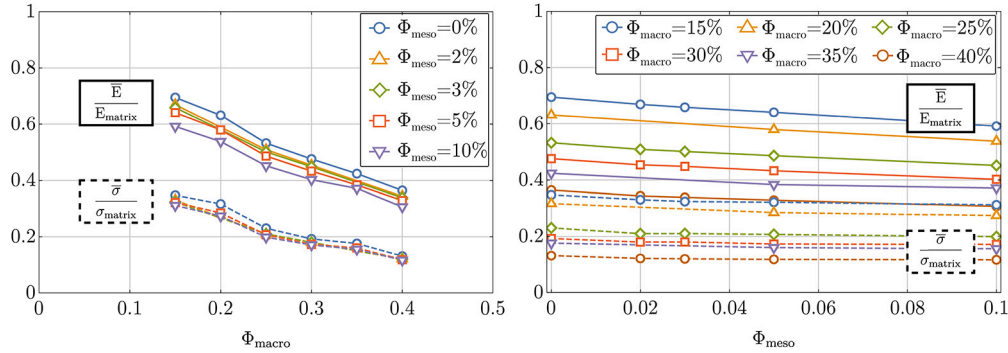 1
0.8
0.6
0.4
0.2
0
0
0.1
0.2
0.3
0.4
0.5
Φmacro
Φmeso=0%
Φmeso=2%
Φmeso=3%
Φmeso=5%
Φmeso=10%
E̅
Ematrix
σ̅
σmatrix
1
0.8
0.6
0.4
0.2
0
0
0.02
0.04
0.06
0.08
0.1
Φmeso
Φmacro=15% Φmacro=20% Φmacro=25%
Φmacro=30% Φmacro=35% Φmacro=40%
E̅
Ematrix
σ̅
σmatrix